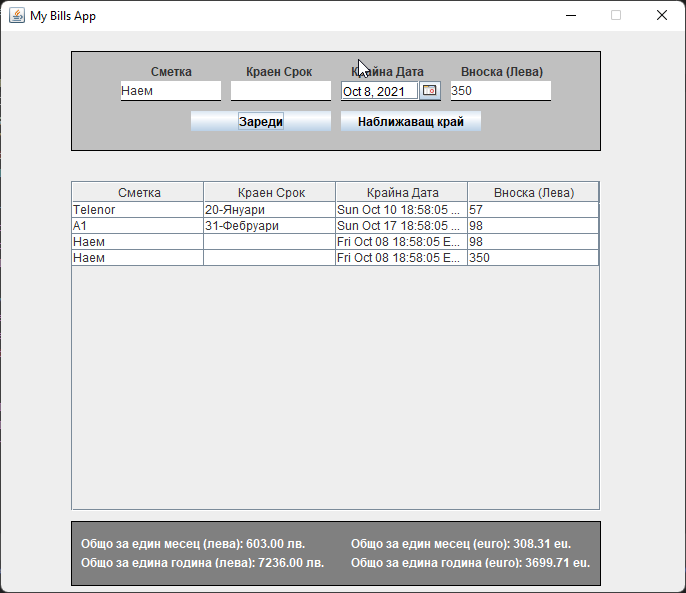 My Bills App
Сметка Краен Срок Крайна Дата Вноска (Лева)
Наем Oct 8, 2021 350
Зареди Наближаващ край
Сметка Краен Срок Крайна Дата Вноска (Лева)
Telenor 20-Януари Sun Oct 10 18:58:05 ... 57
A1 31-Фебруари Sun Oct 17 18:58:05 ... 98
Наем Fri Oct 08 18:58:05 E... 98
Наем Fri Oct 08 18:58:05 E... 350
Общо за един месец (лева): 603.00 лв. Общо за един месец (euro): 308.31 eu.
Общо за едина година (лева): 7236.00 лв. Общо за едина година (euro): 3699.71 eu.